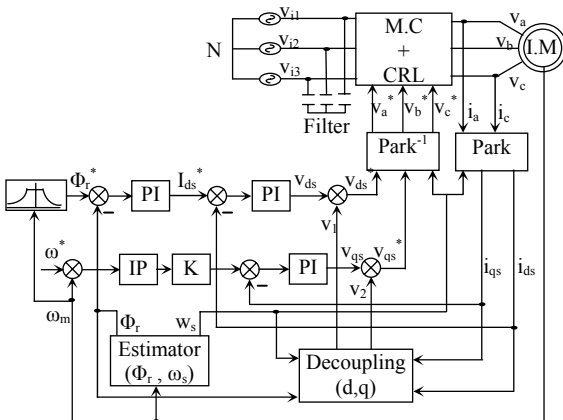 N
v_i1
v_i2
v_i3
Filter
M.C
+
CRL
v_a
v_b
v_c
I.M
v_a*
v_b*
v_c*
i_a
i_c
Park⁻¹
Park
Φ_r*
PI
I_ds*
PI
v_ds
v_ds*
v_1
ω*
IP
K
PI
v_qs
v_qs*
v_2
i_qs
i_ds
ω_m
Φ_r
w_s
Estimator
(Φ_r , ω_s)
Decoupling
(d,q)